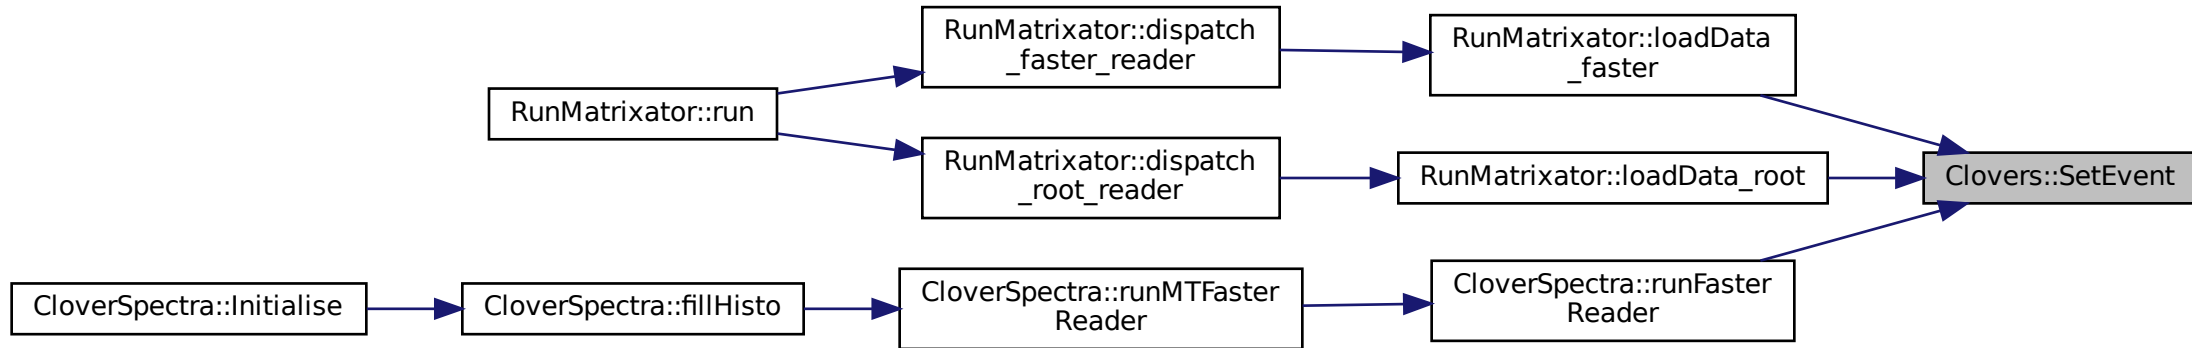 RunMatrixator::dispatch
_faster_reader
RunMatrixator::loadData
_faster
RunMatrixator::run
RunMatrixator::dispatch
_root_reader
RunMatrixator::loadData_root
Clovers::SetEvent
CloverSpectra::Initialise
CloverSpectra::fillHisto
CloverSpectra::runMTFaster
Reader
CloverSpectra::runFaster
Reader